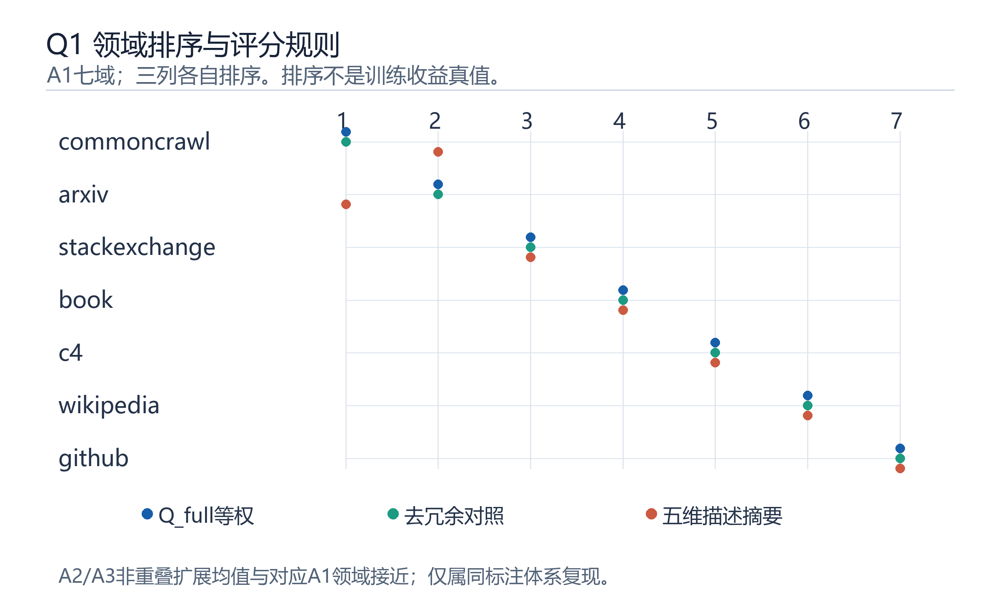 Q1 领域排序与评分规则
A1七域；三列各自排序。排序不是训练收益真值。
1 2 3 4 5 6 7
commoncrawl
arxiv
stackexchange
book
c4
wikipedia
github
Q_full等权 去冗余对照 五维描述摘要
A2/A3非重叠扩展均值与对应A1领域接近；仅属同标注体系复现。